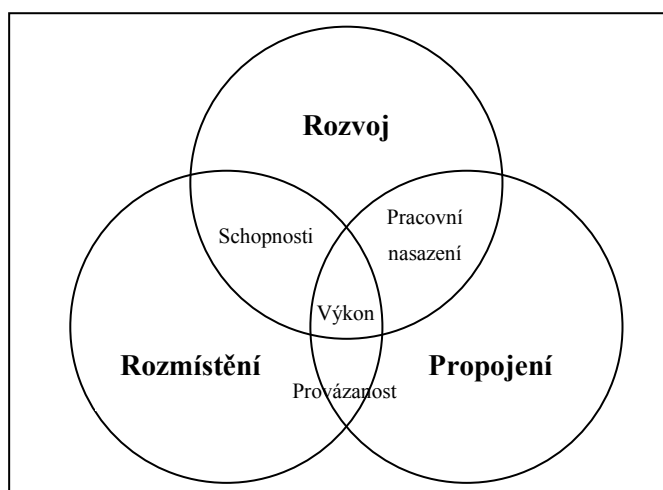 Rozvoj
Schopnosti
Pracovní
nasazení
Výkon
Rozmístění
Propojení
Provázanost